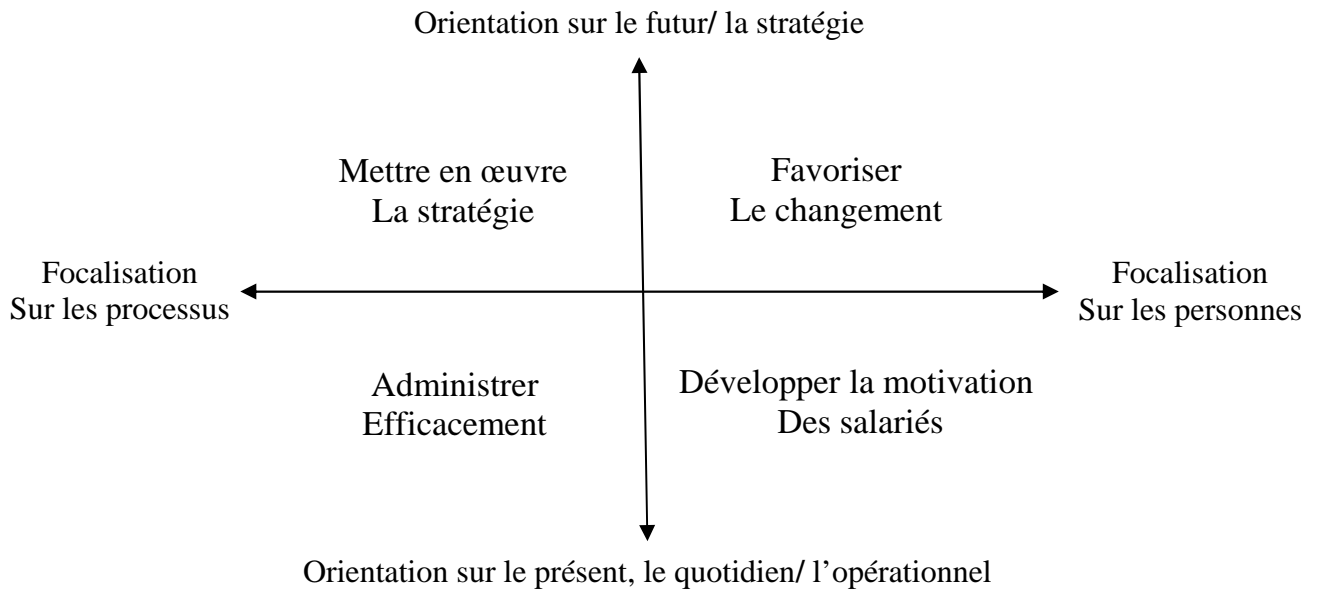 Orientation sur le futur/ la stratégie
Mettre en œuvre
La stratégie
Favoriser
Le changement
Focalisation
Sur les processus
Focalisation
Sur les personnes
Administrer
Efficacement
Développer la motivation
Des salariés
Orientation sur le présent, le quotidien/ l’opérationnel